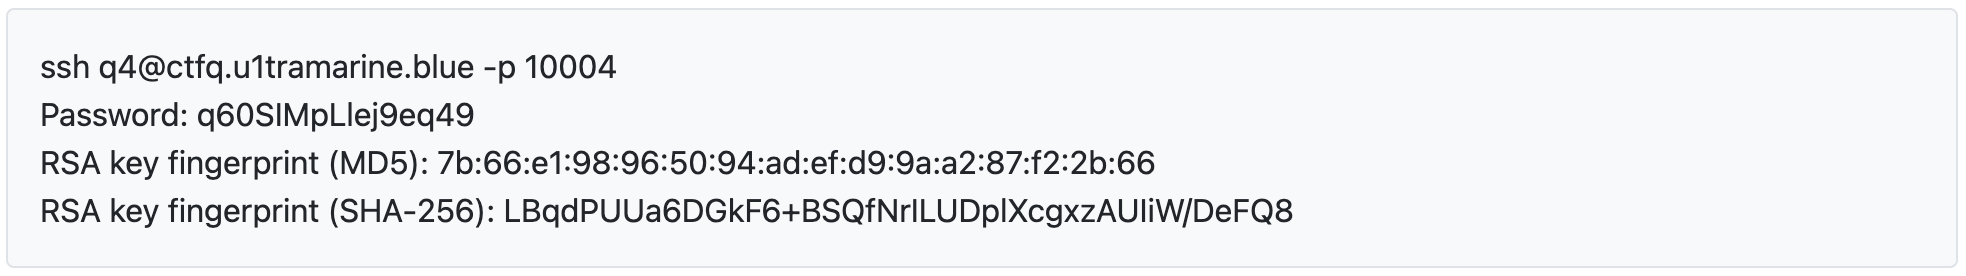 ssh q4@ctfq.u1tramarine.blue -p 10004
Password: q60SIMpLlej9eq49
RSA key fingerprint (MD5): 7b:66:e1:98:96:50:94:ad:ef:d9:9a:a2:87:f2:2b:66
RSA key fingerprint (SHA-256): LBqdPUUa6DGkF6+BSQfNrILUDplXcgxzAUIiW/DeFQ8